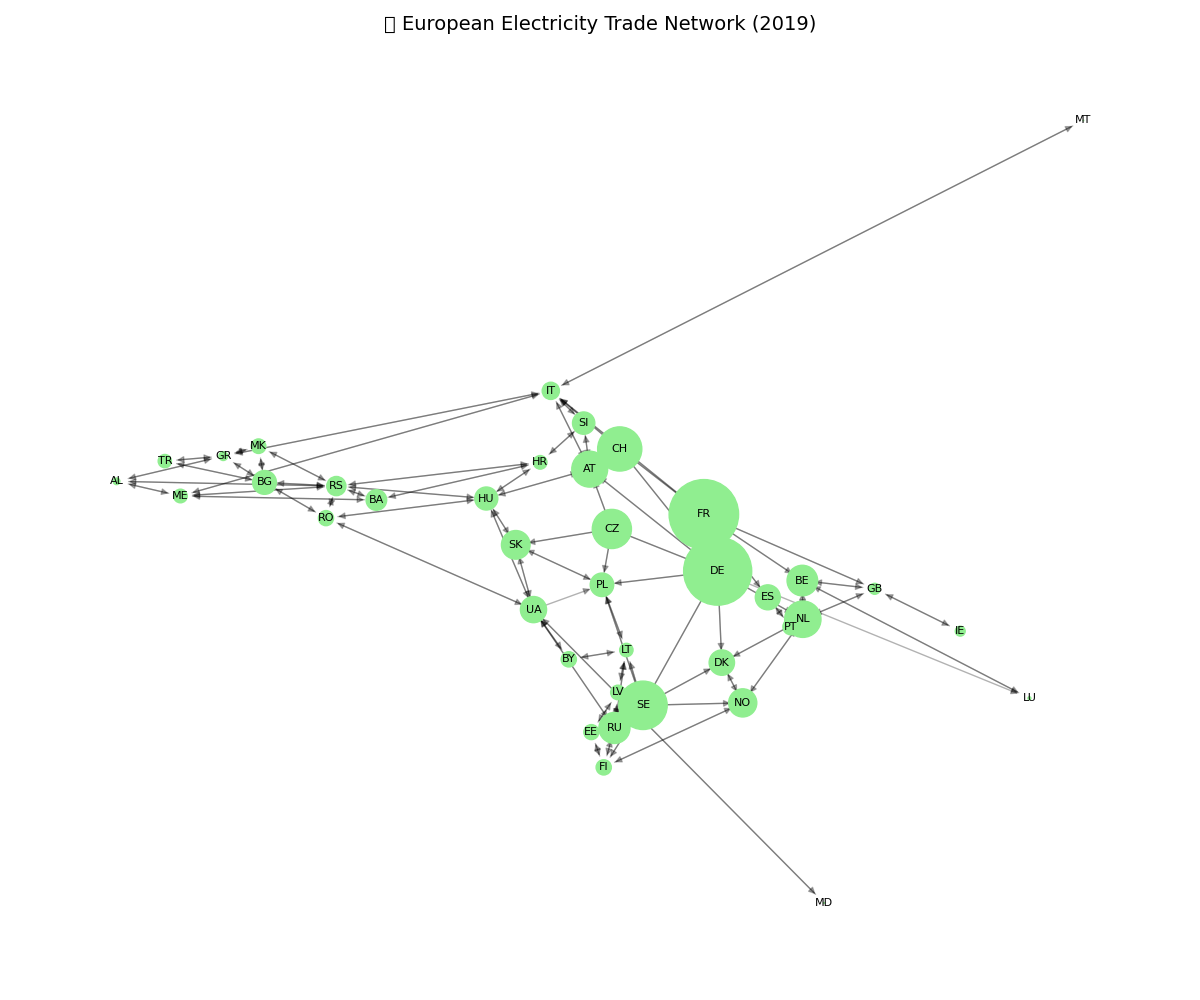 ▯ European Electricity Trade Network (2019)
MT
IT
SI
CH
MK
GR
HR
TR
AT
AL
BG
RS
ME
BA
HU
FR
RO
CZ
SK
DE
PL
BE
GB
ES
UA
NL
PT
IE
LT
BY
DK
LV
LU
NO
SE
RU
EE
FI
MD